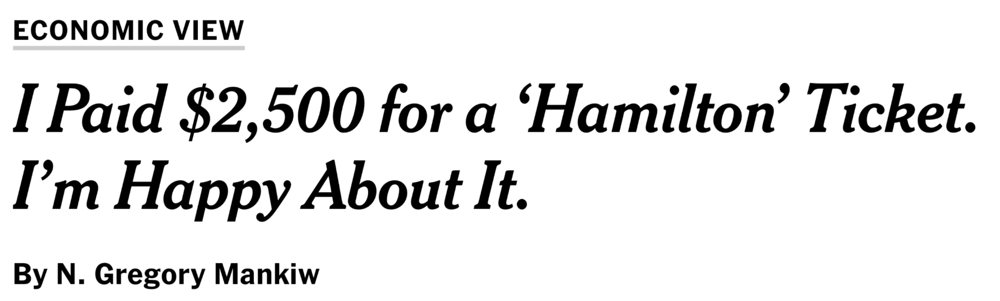 ECONOMIC VIEW
I Paid $2,500 for a ‘Hamilton’ Ticket.
I’m Happy About It.
By N. Gregory Mankiw